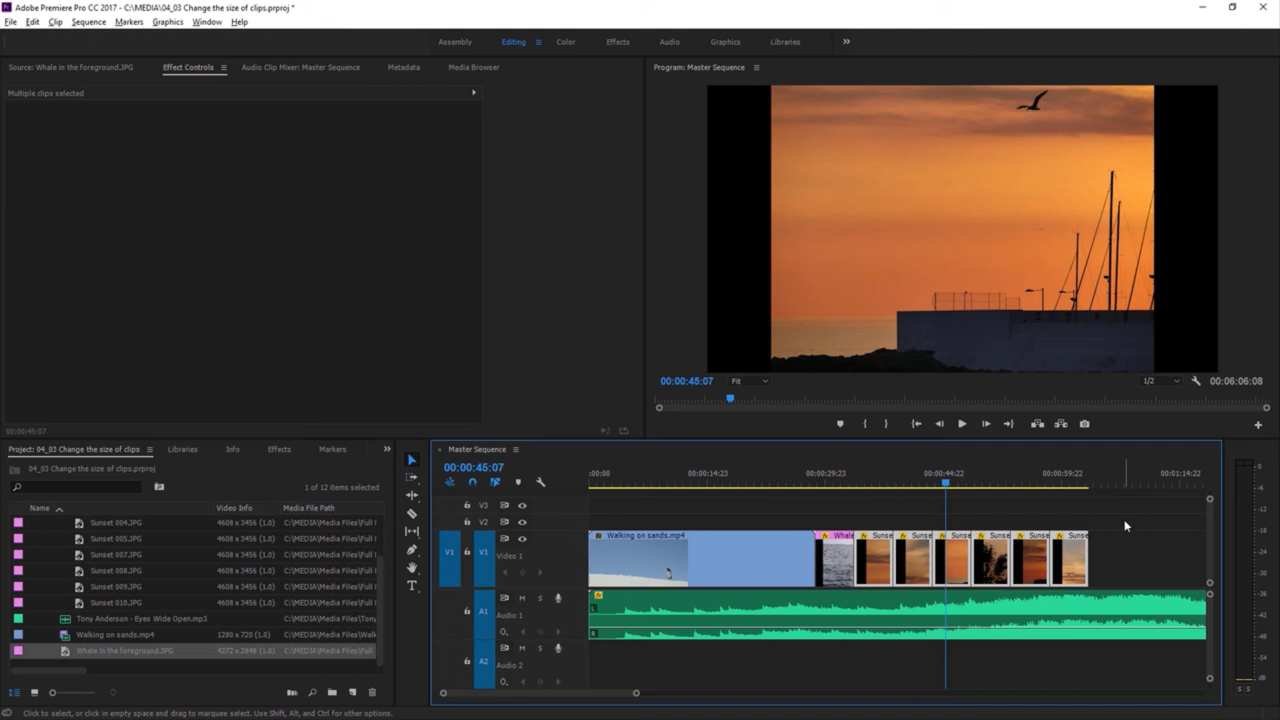 Adobe Premiere Pro CC 2017 - C:\MEDIA\04_03 Change the size of clips.prproj *
File Edit Clip Sequence Markers Graphics Window Help
Assembly Editing Color Effects Audio Graphics Libraries
Source: Whale in the foreground.JPG Effect Controls Audio Clip Mixer: Master Sequence Metadata Media Browser
Program: Master Sequence
Multiple clips selected
00:00:45:07 Fit 1/2 00:06:06:08
00:00:45:07
Project: 04_03 Change the size of clips Libraries Info Effects Markers
04_03 Change the size of clips.prproj
1 of 12 items selected
Name Video Info Media File Path
Sunset 004.JPG 4608 x 3456 (1.0) C:\MEDIA\Media Files\Full I
Sunset 005.JPG 4608 x 3456 (1.0) C:\MEDIA\Media Files\Full I
Sunset 007.JPG 4608 x 3456 (1.0) C:\MEDIA\Media Files\Full I
Sunset 008.JPG 4608 x 3456 (1.0) C:\MEDIA\Media Files\Full I
Sunset 009.JPG 4608 x 3456 (1.0) C:\MEDIA\Media Files\Full I
Sunset 010.JPG 4608 x 3456 (1.0) C:\MEDIA\Media Files\Full I
Tony Anderson - Eyes Wide Open.mp3 C:\MEDIA\Media Files\Tony
Walking on sands.mp4 1280 x 720 (1.0) C:\MEDIA\Media Files\Walk
Whale in the foreground.JPG 4272 x 2848 (1.0) C:\MEDIA\Media Files\Full
Master Sequence
00:00:45:07
:00:00 00:00:14:23 00:00:29:23 00:00:44:22 00:00:59:22 00:01:14:22
V3
V2
V1 V1 Video 1
Walking on sands.mp4 Whale Sunse Sunse Sunse Sunse Sunse Sunse
A1 M S Audio 1
L
R
A2 M S Audio 2
0
-6
-12
-18
-24
-30
-36
-42
-48
-54
dB
S S
Click to select, or click in empty space and drag to marquee select. Use Shift, Alt, and Ctrl for other options.